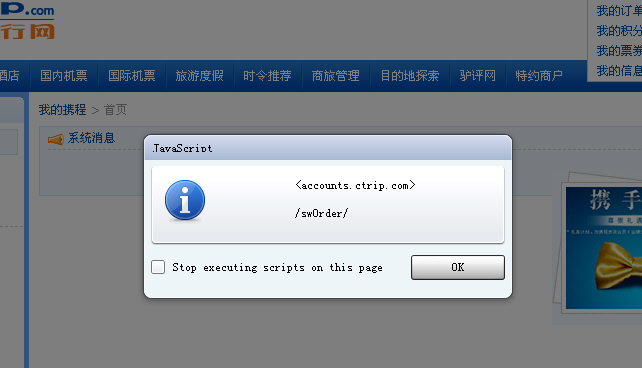 P.com
行网
我的订单
我的积分
我的票券
我的信息
酒店 国内机票 国际机票 旅游度假 时令推荐 商旅管理 目的地探索 驴评网 特约商户
我的携程 > 首页
系统消息
JavaScript
<accounts.ctrip.com>
/swOrder/
Stop executing scripts on this page
OK
携手